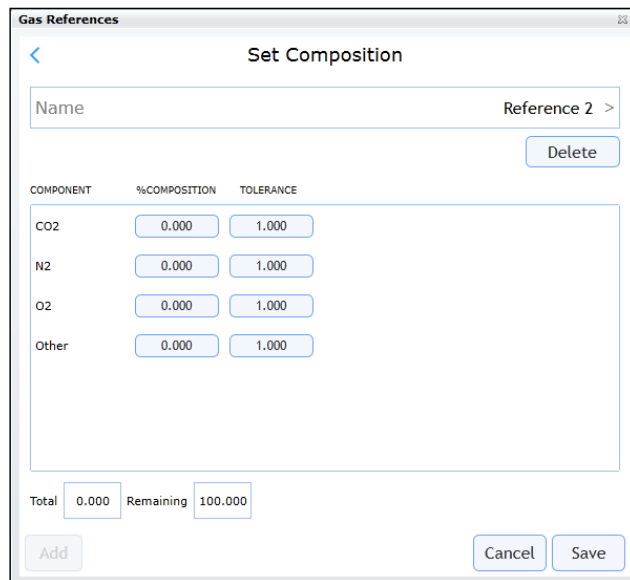 Gas References
Set Composition
Name Reference 2 >
Delete
COMPONENT %COMPOSITION TOLERANCE
CO2 0.000 1.000
N2 0.000 1.000
O2 0.000 1.000
Other 0.000 1.000
Total 0.000 Remaining 100.000
Add Cancel Save